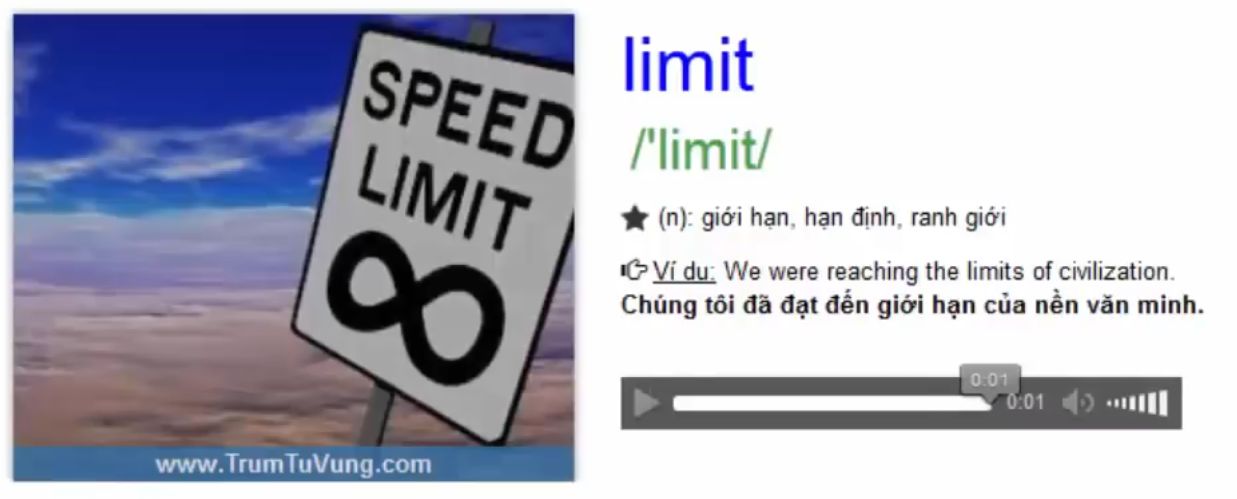 SPEED
LIMIT
www.TrumTuVung.com
limit
/'limit/
(n): giới hạn, hạn định, ranh giới
Ví du: We were reaching the limits of civilization.
Chúng tôi đã đạt đến giới hạn của nền văn minh.
0:01
0:01